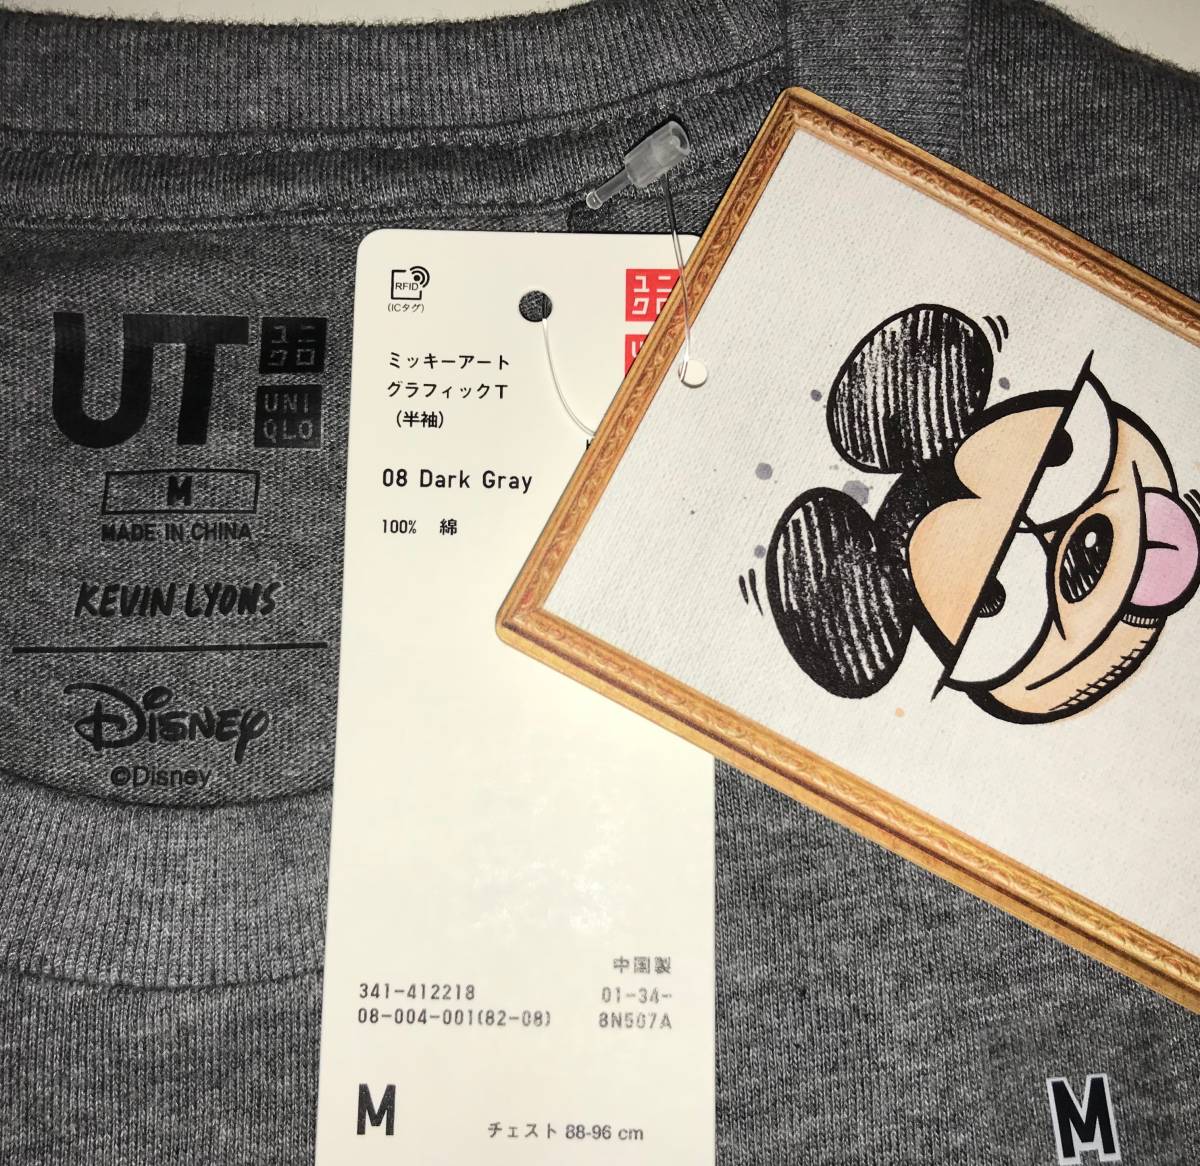 UT
ユニ
クロ
UNI
QLO
M
MADE IN CHINA
KEVIN LYONS
Disney
©Disney
RFID
(ICタグ)
ユニ
クロ
ミッキーアート
グラフィックT
(半袖)
08 Dark Gray
100% 綿
中国製
341-412218 01-34-
08-004-001(82-08) 8N507A
M
チェスト 88-96 cm
M